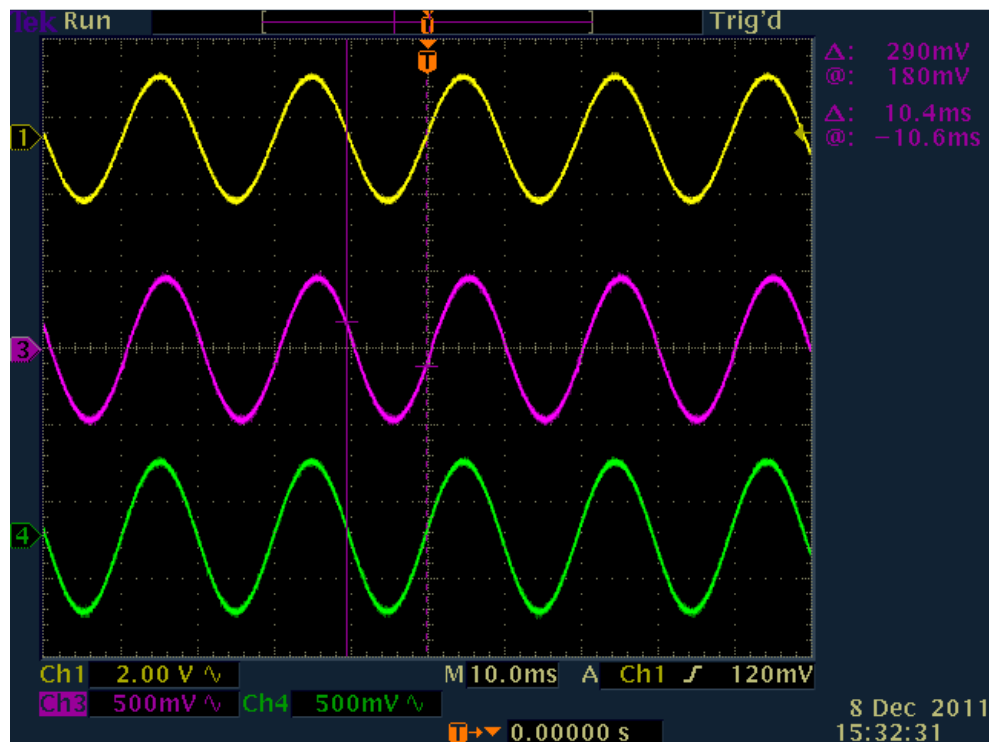 Tek Run Trig'd
T
T
Δ: 290mV
@: 180mV
Δ: 10.4ms
@: −10.6ms
1
3
4
Ch1 2.00 V ∿ M 10.0ms A Ch1 ƒ 120mV
Ch3 500mV ∿ Ch4 500mV ∿
T→▼ 0.00000 s
8 Dec 2011
15:32:31